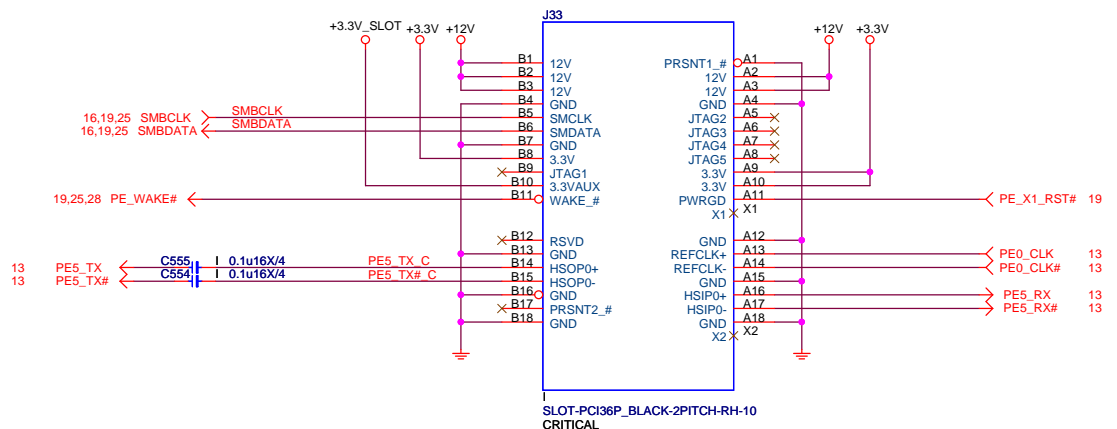 J33
+3.3V_SLOT +3.3V +12V +12V +3.3V
B1 12V PRSNT1_# A1
B2 12V 12V A2
B3 12V 12V A3
B4 GND GND A4
16,19,25 SMBCLK SMBCLK B5 SMCLK JTAG2 A5
16,19,25 SMBDATA SMBDATA B6 SMDATA JTAG3 A6
B7 GND JTAG4 A7
B8 3.3V JTAG5 A8
B9 JTAG1 3.3V A9
B10 3.3VAUX 3.3V A10
19,25,28 PE_WAKE# B11 WAKE_# PWRGD A11 PE_X1_RST# 19
X1 X1
B12 RSVD GND A12
B13 GND REFCLK+ A13 PE0_CLK 13
13 PE5_TX C555 I 0.1u16X/4 PE5_TX_C B14 HSOP0+ REFCLK- A14 PE0_CLK# 13
13 PE5_TX# C554 I 0.1u16X/4 PE5_TX#_C B15 HSOP0- GND A15
B16 GND HSIP0+ A16 PE5_RX 13
B17 PRSNT2_# HSIP0- A17 PE5_RX# 13
B18 GND GND A18
X2 X2
I
SLOT-PCI36P_BLACK-2PITCH-RH-10
CRITICAL